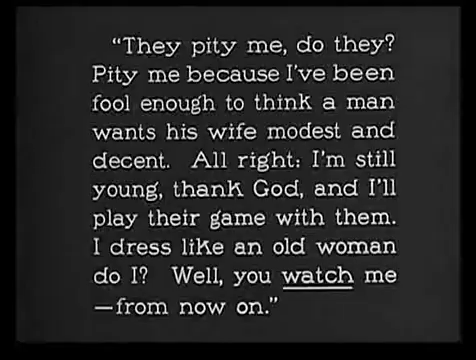 “They pity me, do they?
Pity me because I’ve been
fool enough to think a man
wants his wife modest and
decent. All right: I’m still
young, thank God, and I’ll
play their game with them.
I dress like an old woman
do I? Well, you watch me
—from now on.”